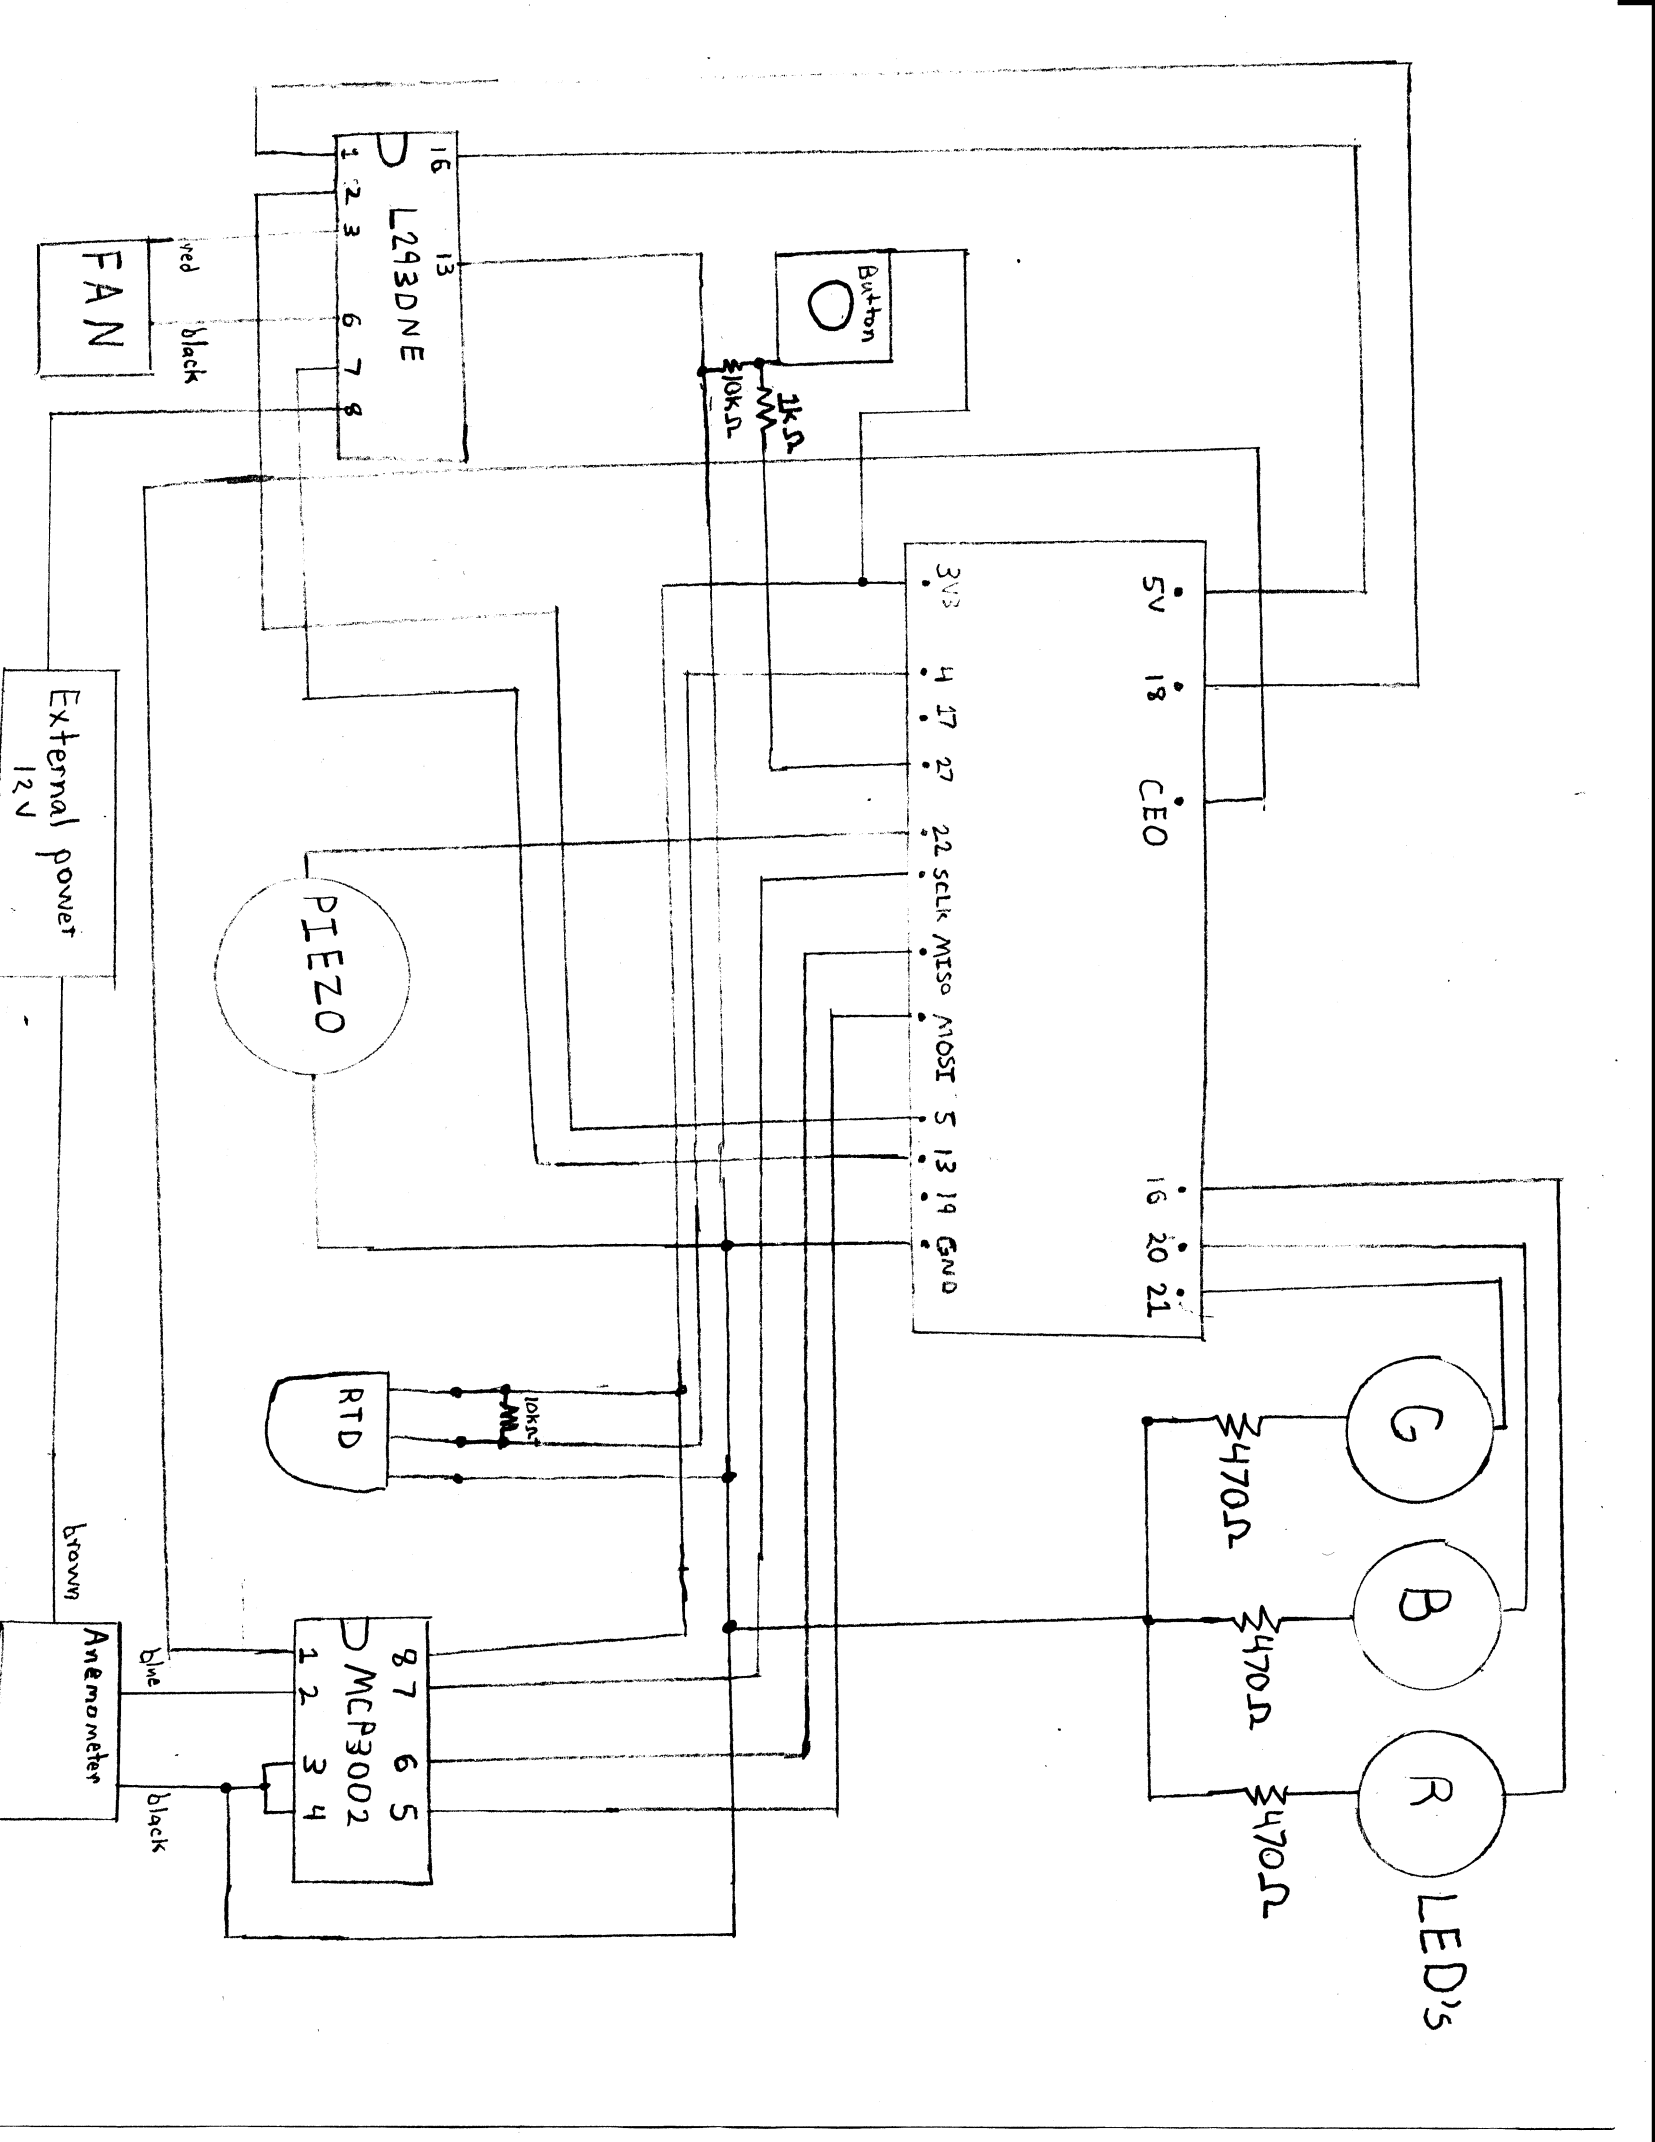 LED's
R
B
G
470Ω
470Ω
470Ω
5V
18
CEO
16
20
21
3V3
4
17
27
22
SCLK
MISO
MOSI
5
13
19
GND
Button
1kΩ
10kΩ
16
13
L293DNE
1
2
3
6
7
8
red
black
FAN
External power
12V
PIEZO
RTD
10kΩ
8
7
6
5
MCP3002
1
2
3
4
blue
black
brown
Anemometer